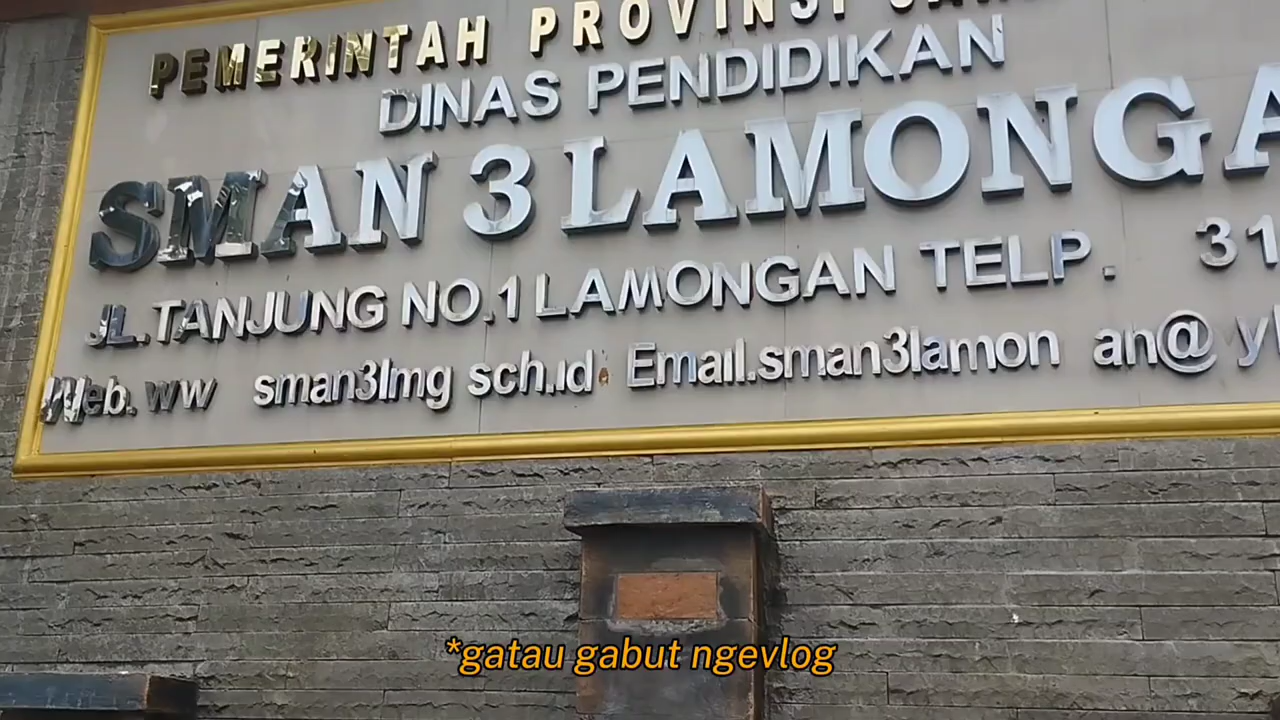 PEMERINTAH PROVINSI
DINAS PENDIDIKAN
SMAN 3 LAMONGA
JL.TANJUNG NO.1 LAMONGAN TELP. 31
Web. ww sman3lmg sch.id Email.sman3lamon an@ y
*gatau gabut ngevlog